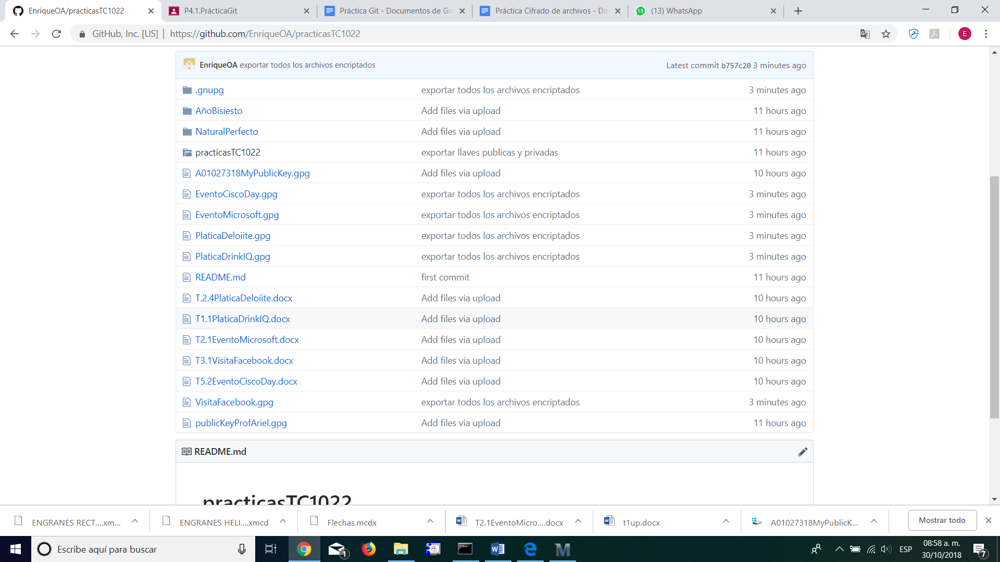 EnriqueOA/practicasTC1022
P4.1.PrácticaGit
Práctica Git - Documentos de Go
Práctica Cifrado de archivos - Do
13
(13) WhatsApp
GitHub, Inc. [US]
https://github.com/EnriqueOA/practicasTC1022
E
EnriqueOA exportar todos los archivos encriptados Latest commit b757c20 3 minutes ago
.gnupg exportar todos los archivos encriptados 3 minutes ago
AñoBisiesto Add files via upload 11 hours ago
NaturalPerfecto Add files via upload 11 hours ago
practicasTC1022 exportar llaves publicas y privadas 11 hours ago
A01027318MyPublicKey.gpg Add files via upload 10 hours ago
EventoCiscoDay.gpg exportar todos los archivos encriptados 3 minutes ago
EventoMicrosoft.gpg exportar todos los archivos encriptados 3 minutes ago
PlaticaDeloiite.gpg exportar todos los archivos encriptados 3 minutes ago
PlaticaDrinkIQ.gpg exportar todos los archivos encriptados 3 minutes ago
README.md first commit 11 hours ago
T.2.4PlaticaDeloiite.docx Add files via upload 10 hours ago
T1.1PlaticaDrinkIQ.docx Add files via upload 10 hours ago
T2.1EventoMicrosoft.docx Add files via upload 10 hours ago
T3.1VisitaFacebook.docx Add files via upload 10 hours ago
T5.2EventoCiscoDay.docx Add files via upload 10 hours ago
VisitaFacebook.gpg exportar todos los archivos encriptados 3 minutes ago
publicKeyProfAriel.gpg Add files via upload 11 hours ago
README.md
practicasTC1022
ENGRANES RECT....xm...
ENGRANES HELI....xmcd
Flechas.mcdx
T2.1EventoMicro....docx
t1up.docx
A01027318MyPublicK...
Mostrar todo
Escribe aquí para buscar
1
ESP
08:58 a. m.
30/10/2018
7